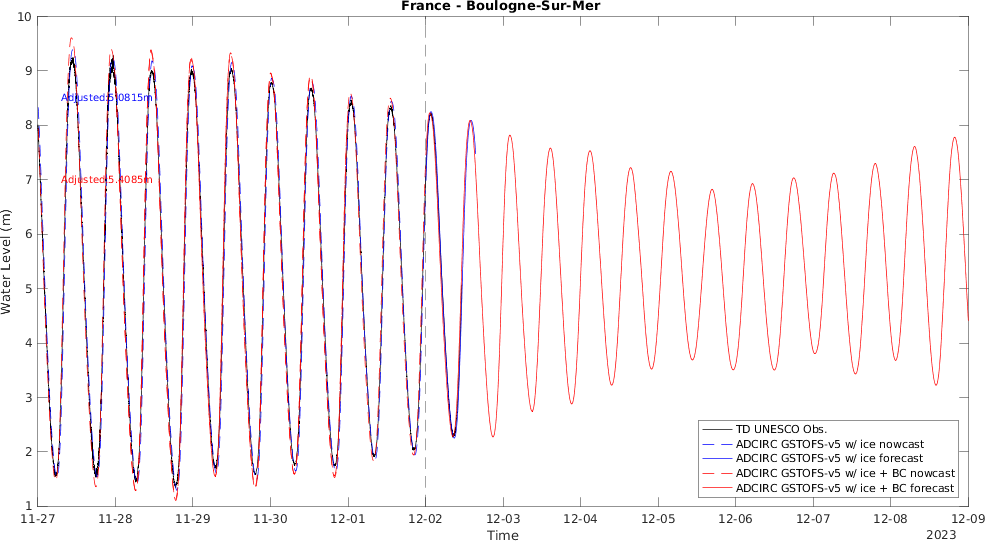 France - Boulogne-Sur-Mer
10
9
8
7
6
5
4
3
2
1
Water Level (m)
Adjusted:5.0815m
Adjusted:5.4085m
TD UNESCO Obs.
ADCIRC GSTOFS-v5 w/ ice nowcast
ADCIRC GSTOFS-v5 w/ ice forecast
ADCIRC GSTOFS-v5 w/ ice + BC nowcast
ADCIRC GSTOFS-v5 w/ ice + BC forecast
11-27 11-28 11-29 11-30 12-01 12-02 12-03 12-04 12-05 12-06 12-07 12-08 12-09
Time
2023